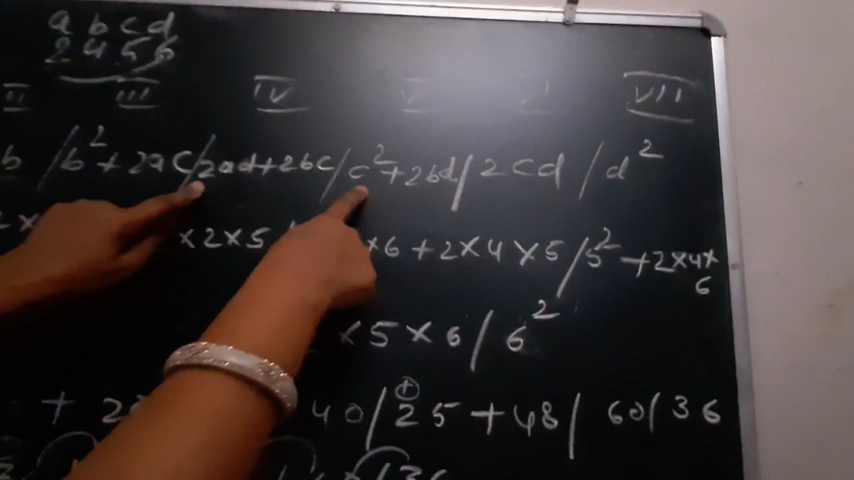 a b c d
2 4 5 6
II III IV V VI VII
b / b² + 2ac / 2ad + 2bc / c² + 2bd / 2cd / d²
2× ×2×5 ×6 + 2×4×5 / 5² + 2×4×
6
×5×6 / 6²
+ 40 / 25 + 48 / 60 / 36